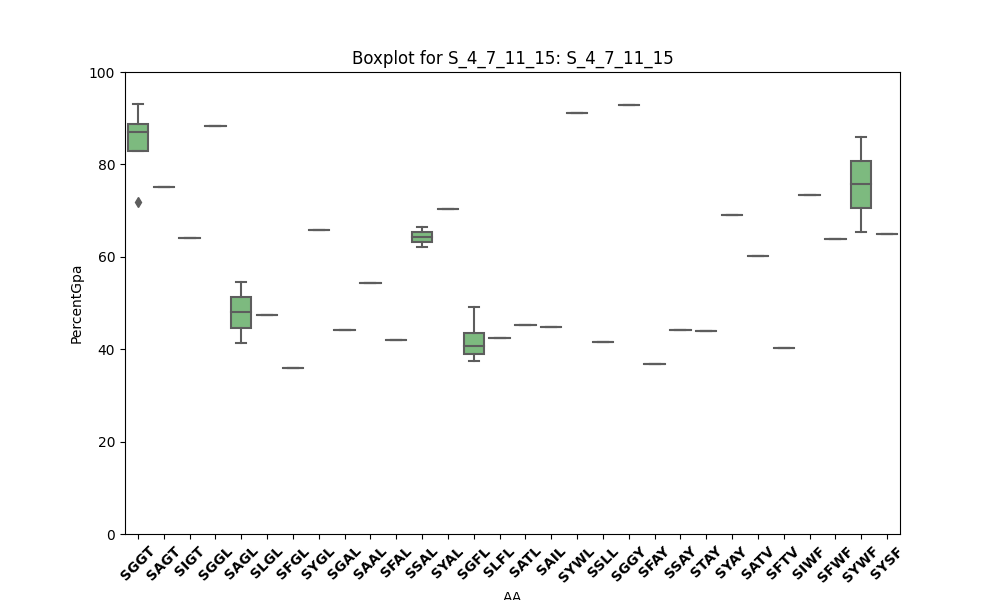 Boxplot for S_4_7_11_15: S_4_7_11_15
PercentGpa
100
80
60
40
20
0
SGGT SAGT SIGT SGGL SAGL SLGL SFGL SYGL SGAL SAAL SFAL SSAL SYAL SGFL SLFL SATL SAIL SYWL SSLL SGGY SFAY SSAY STAY SYAY SATV SFTV SIWF SFWF SYWF SYSF
AA